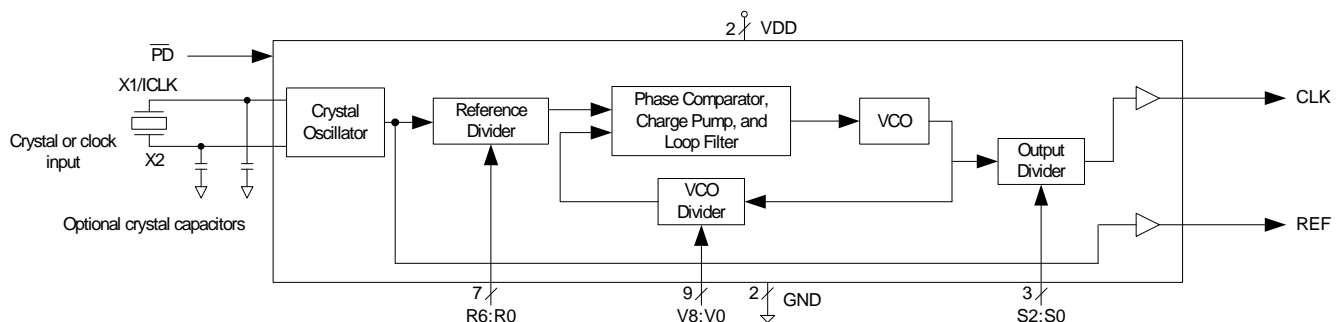 2
VDD
PD
X1/ICLK
Crystal or clock
input
X2
Optional crystal capacitors
Crystal
Oscillator
Reference
Divider
Phase Comparator,
Charge Pump, and
Loop Filter
VCO
VCO
Divider
Output
Divider
CLK
REF
7
R6:R0
9
V8:V0
2
GND
3
S2:S0